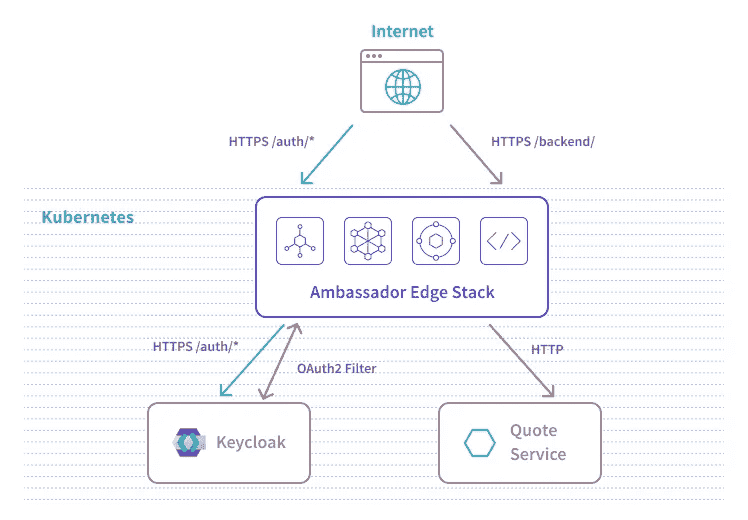 Internet
HTTPS /auth/*
HTTPS /backend/
Kubernetes
Ambassador Edge Stack
HTTPS /auth/*
OAuth2 Filter
HTTP
Keycloak
Quote
Service